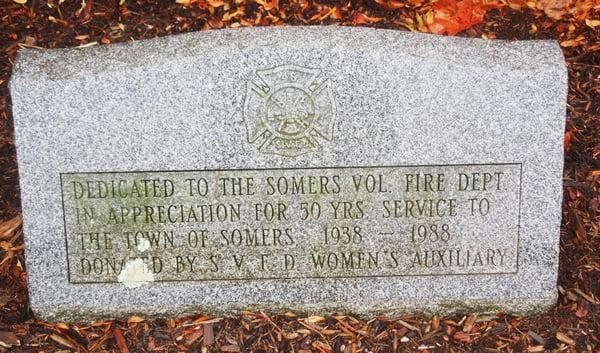 DEDICATED TO THE SOMERS VOL. FIRE DEPT.
IN APPRECIATION FOR 50 YRS. SERVICE TO
THE TOWN OF SOMERS 1938 - 1988
DONATED BY S.V.F.D. WOMEN'S AUXILIARY